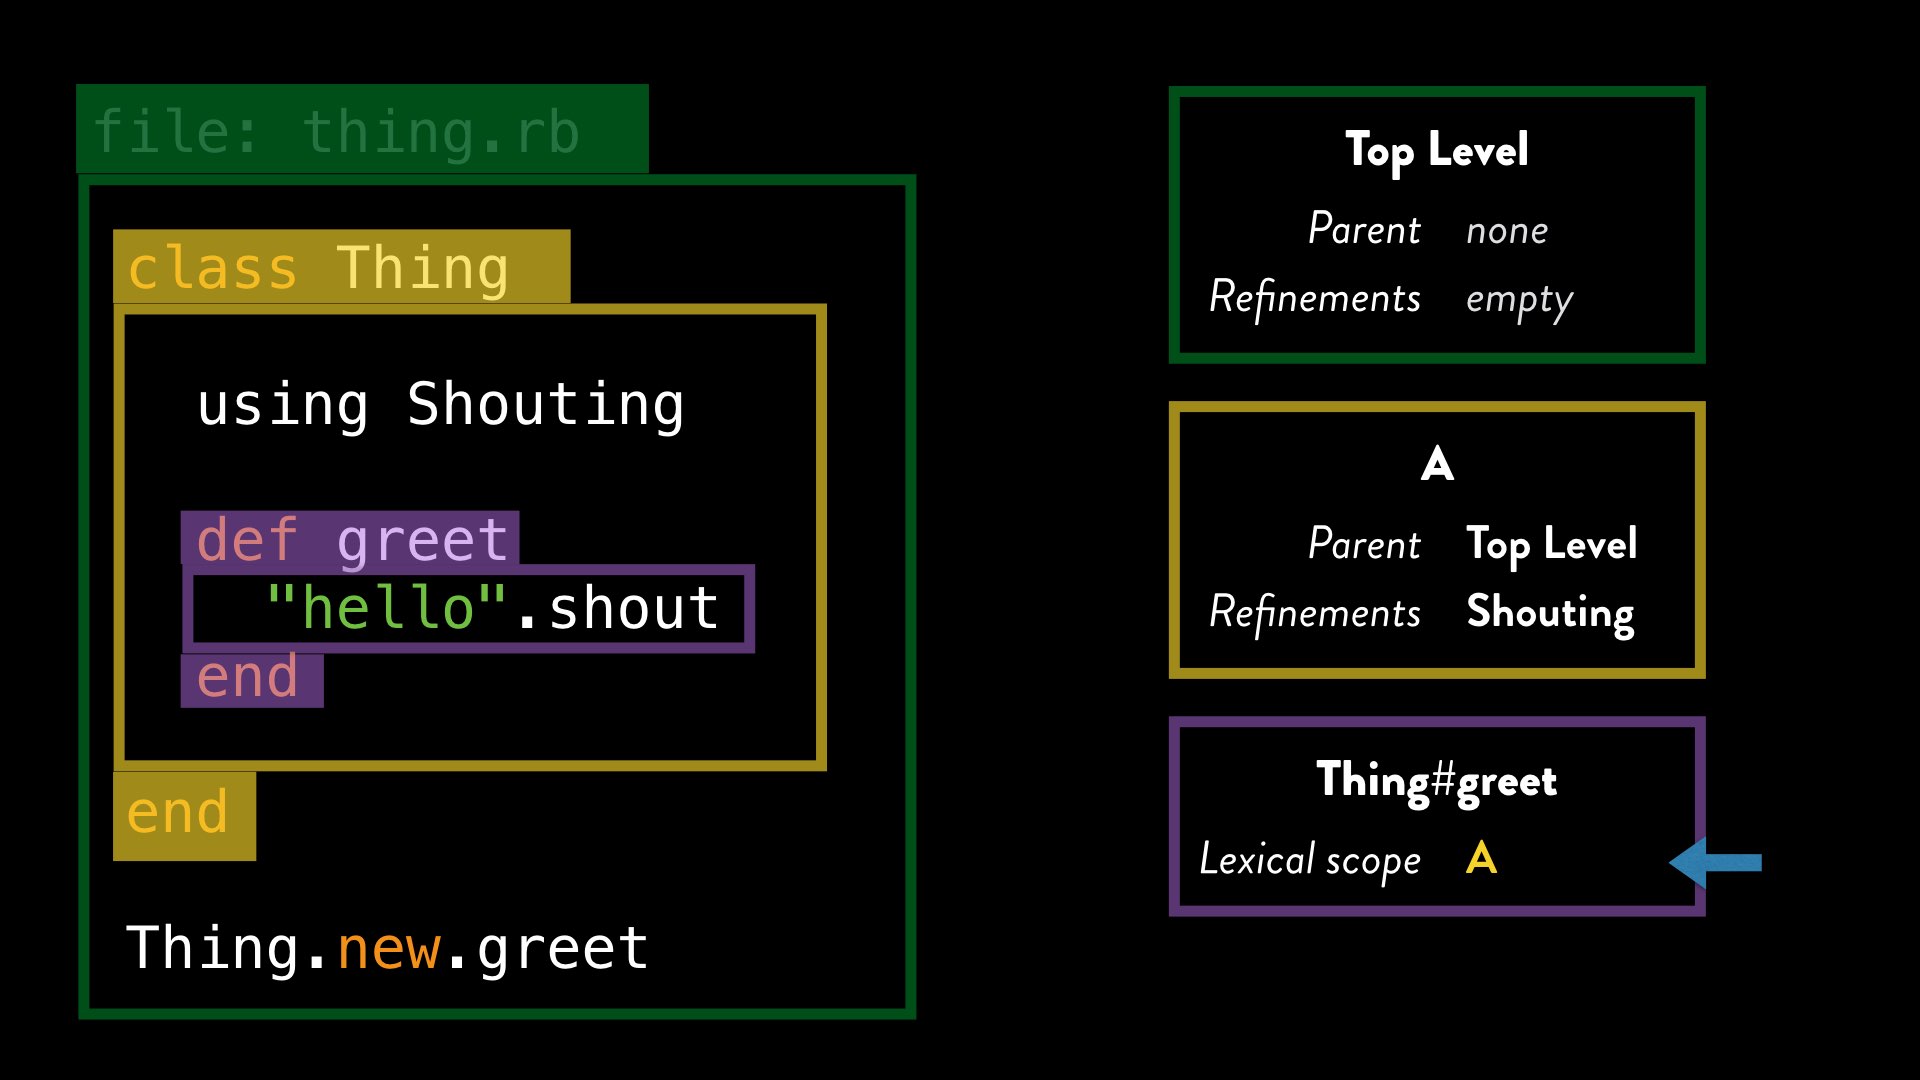 file: thing.rb
class Thing
using Shouting
def greet
"hello".shout
end
end
Thing.new.greet
Top Level
Parent none
Refinements empty
A
Parent Top Level
Refinements Shouting
Thing#greet
Lexical scope A